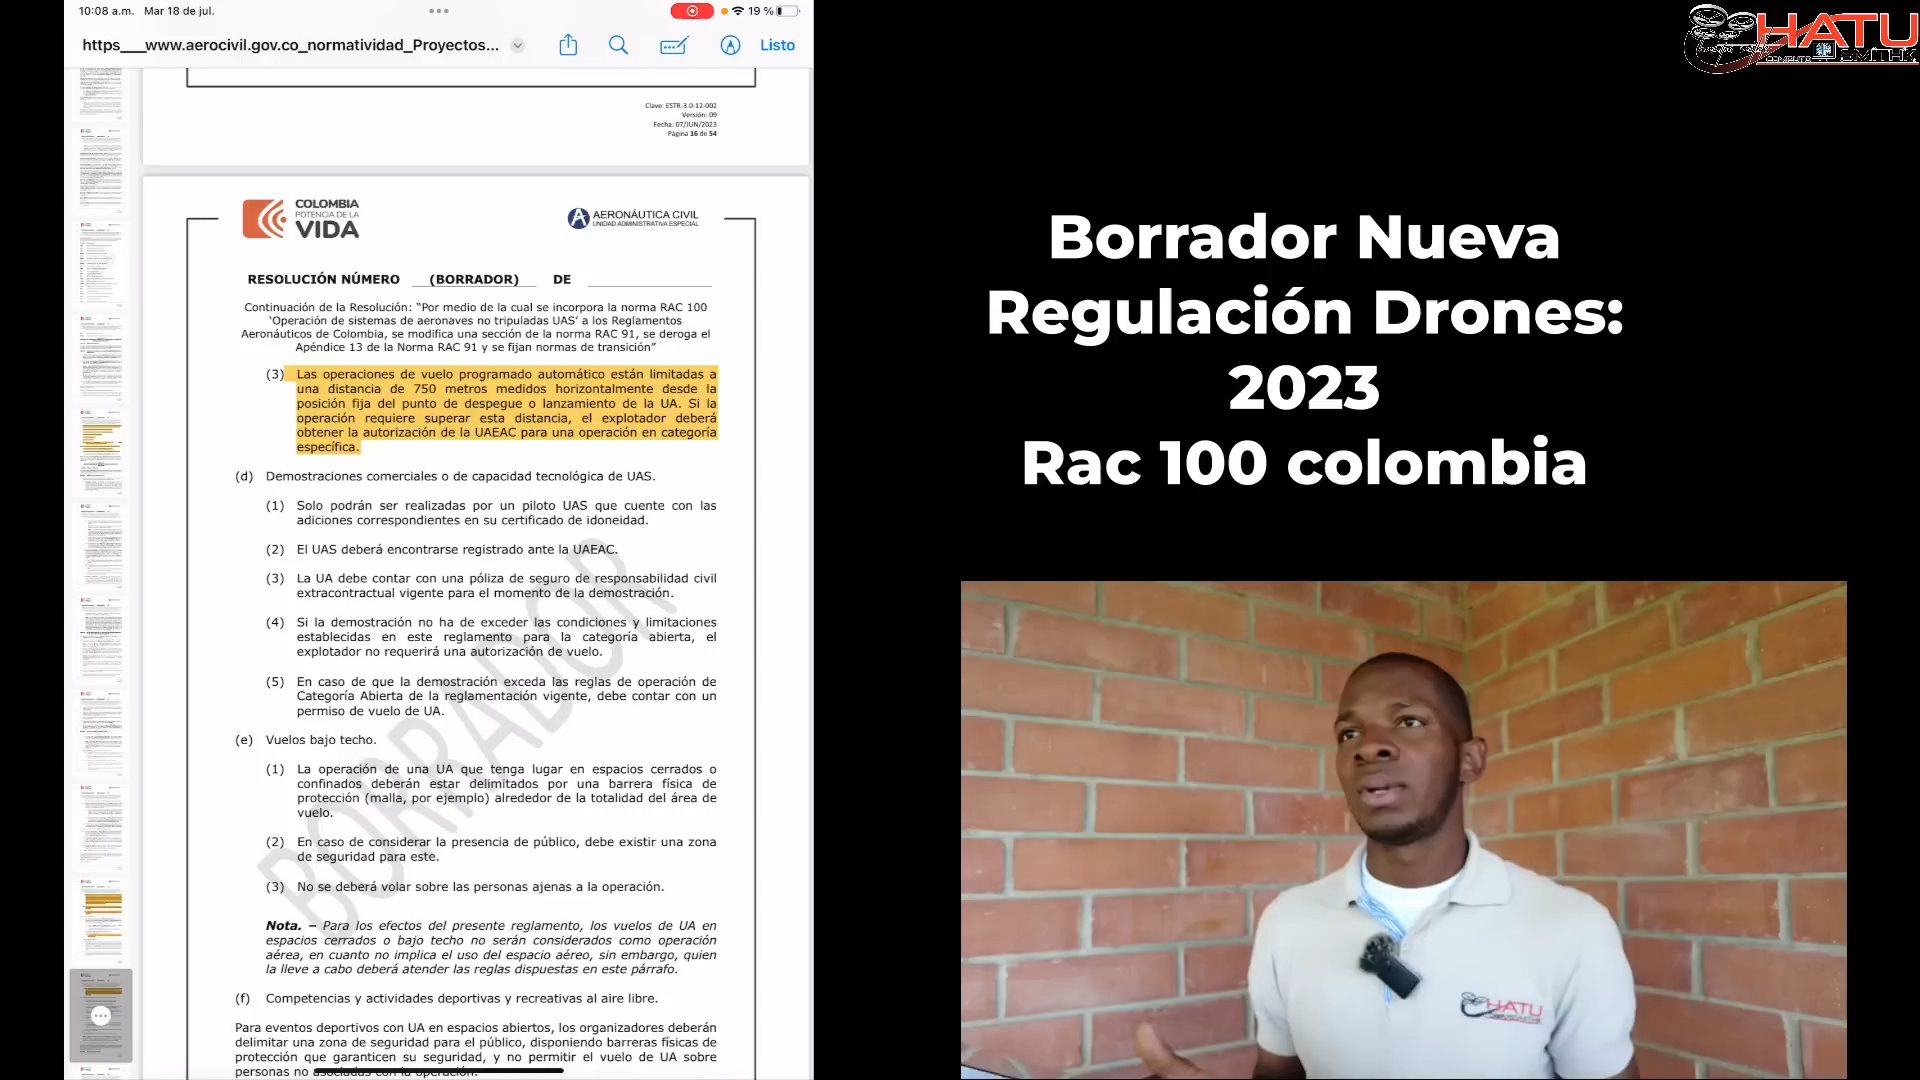 10:08 a.m. Mar 18 de jul.
19 %
https___www.aerocivil.gov.co_normatividad_Proyectos...
Listo
Clave: ESTR-3.0-12-002
Versión: 09
Fecha: 07/JUN/2023
Página 16 de 54
COLOMBIA
POTENCIA DE LA
VIDA
AERONÁUTICA CIVIL
UNIDAD ADMINISTRATIVA ESPECIAL
RESOLUCIÓN NÚMERO (BORRADOR) DE
Continuación de la Resolución: “Por medio de la cual se incorpora la norma RAC 100
‘Operación de sistemas de aeronaves no tripuladas UAS’ a los Reglamentos
Aeronáuticos de Colombia, se modifica una sección de la norma RAC 91, se deroga el
Apéndice 13 de la Norma RAC 91 y se fijan normas de transición”
(3) Las operaciones de vuelo programado automático están limitadas a
una distancia de 750 metros medidos horizontalmente desde la
posición fija del punto de despegue o lanzamiento de la UA. Si la
operación requiere superar esta distancia, el explotador deberá
obtener la autorización de la UAEAC para una operación en categoría
específica.
(d) Demostraciones comerciales o de capacidad tecnológica de UAS.
(1) Solo podrán ser realizadas por un piloto UAS que cuente con las
adiciones correspondientes en su certificado de idoneidad.
(2) El UAS deberá encontrarse registrado ante la UAEAC.
(3) La UA debe contar con una póliza de seguro de responsabilidad civil
extracontractual vigente para el momento de la demostración.
(4) Si la demostración no ha de exceder las condiciones y limitaciones
establecidas en este reglamento para la categoría abierta, el
explotador no requerirá una autorización de vuelo.
(5) En caso de que la demostración exceda las reglas de operación de
Categoría Abierta de la reglamentación vigente, debe contar con un
permiso de vuelo de UA.
(e) Vuelos bajo techo.
(1) La operación de una UA que tenga lugar en espacios cerrados o
confinados deberán estar delimitados por una barrera física de
protección (malla, por ejemplo) alrededor de la totalidad del área de
vuelo.
(2) En caso de considerar la presencia de público, debe existir una zona
de seguridad para este.
(3) No se deberá volar sobre las personas ajenas a la operación.
Nota. – Para los efectos del presente reglamento, los vuelos de UA en
espacios cerrados o bajo techo no serán considerados como operación
aérea, en cuanto no implica el uso del espacio aéreo, sin embargo, quien
la lleve a cabo deberá atender las reglas dispuestas en este párrafo.
(f) Competencias y actividades deportivas y recreativas al aire libre.
Para eventos deportivos con UA en espacios abiertos, los organizadores deberán
delimitar una zona de seguridad para el público, disponiendo barreras físicas de
protección que garanticen su seguridad, y no permitir el vuelo de UA sobre
personas no asociadas con la operación.
BORRADOR
HATU
Borrador Nueva
Regulación Drones:
2023
Rac 100 colombia
HATU